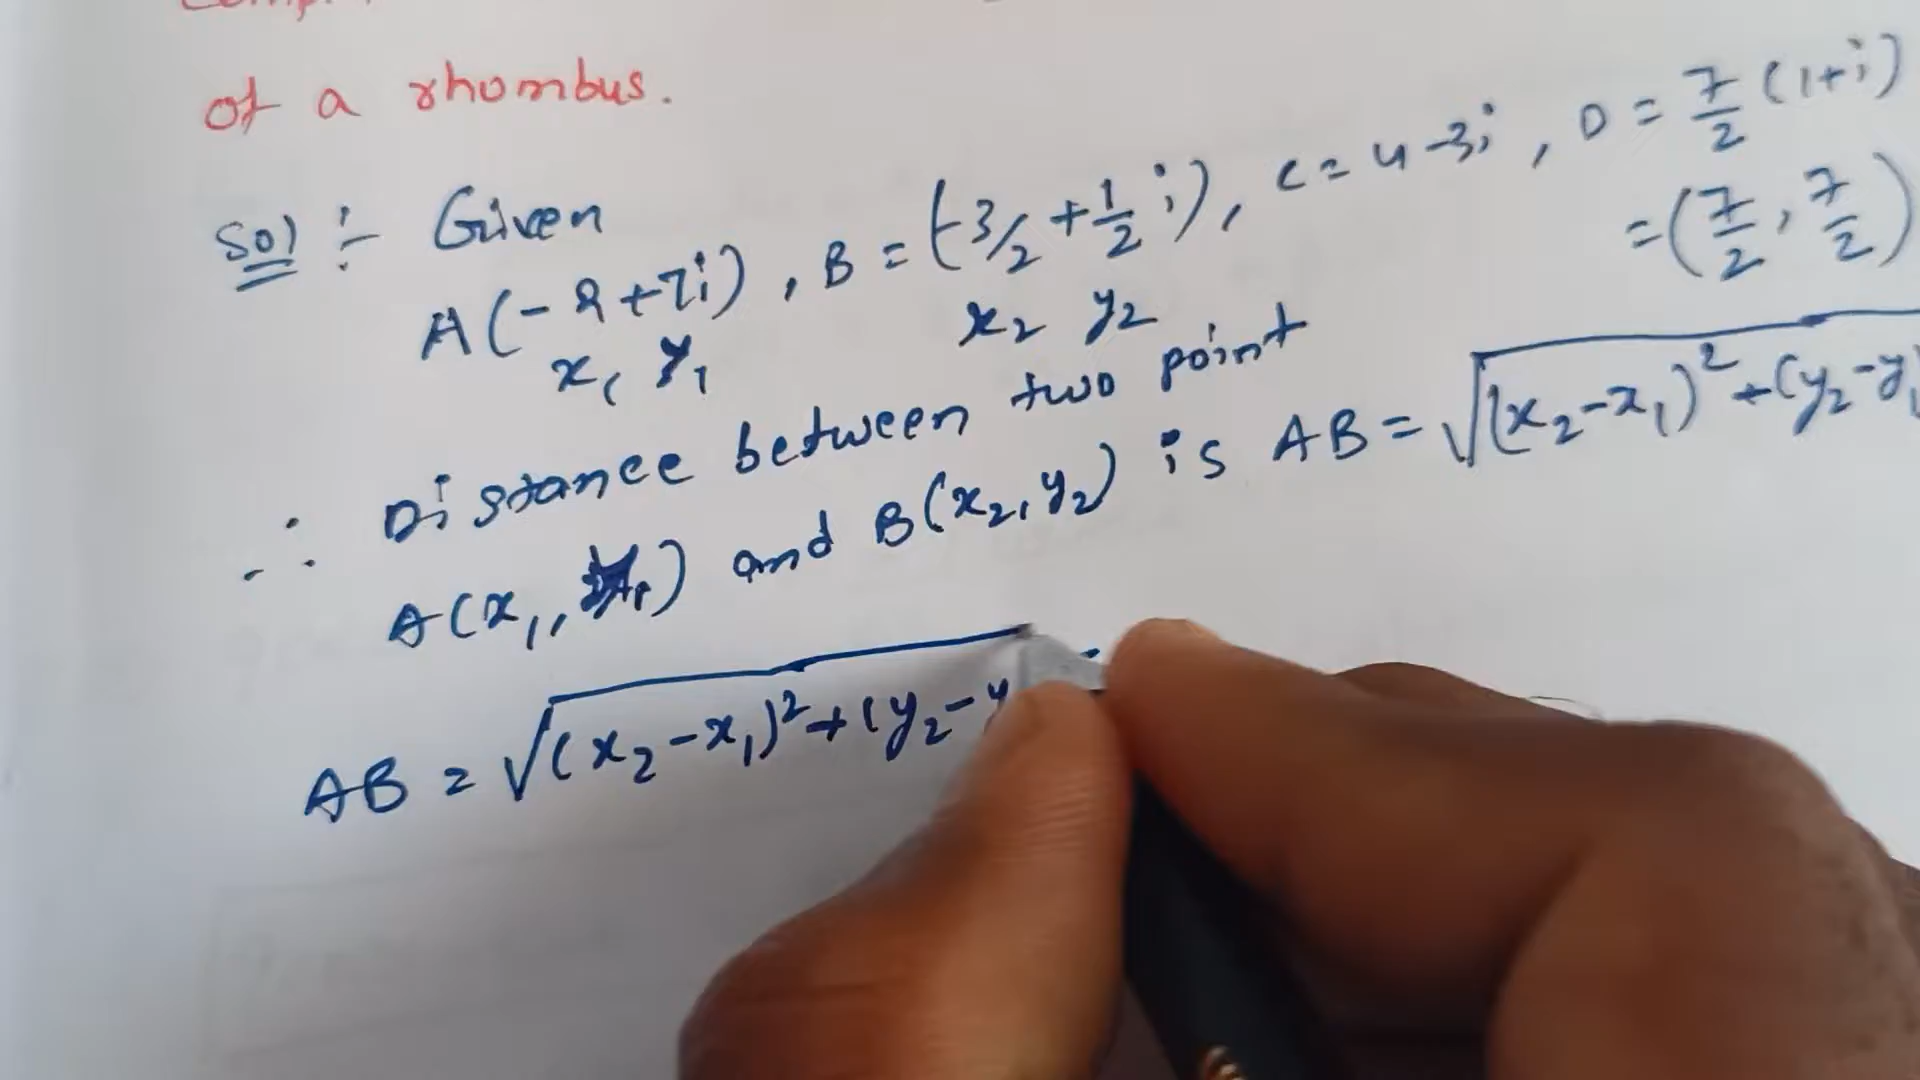 of a rhombus.
Sol :- Given
A(-2+7i), B = (-3/2 + 1/2 i), C = 4-3i, D = 7/2 (1+i)
= (7/2, 7/2)
x1 y1 x2 y2
∴ Distance between two point
A(x1, y1) and B(x2, y2) is AB = √(x2-x1)² + (y2-y1
AB = √(x2-x1)² + (y2-y